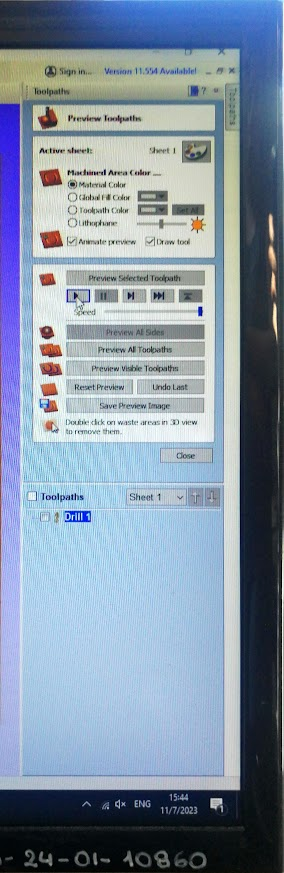 Sign in... Version 11.554 Available!
Toolpaths
Toolpaths
Preview Toolpaths
Active sheet: Sheet 1
Machined Area Color
Material Color
Global Fill Color
Toolpath Color Set All
Lithophane
Animate preview Draw tool
Preview Selected Toolpath
Speed
Preview All Sides
Preview All Toolpaths
Preview Visible Toolpaths
Reset Preview Undo Last
Save Preview Image
Double click on waste areas in 3D view
to remove them.
Close
Toolpaths Sheet 1
Drill 1
ENG 15:44
11/7/2023 1
- 24-01-10860